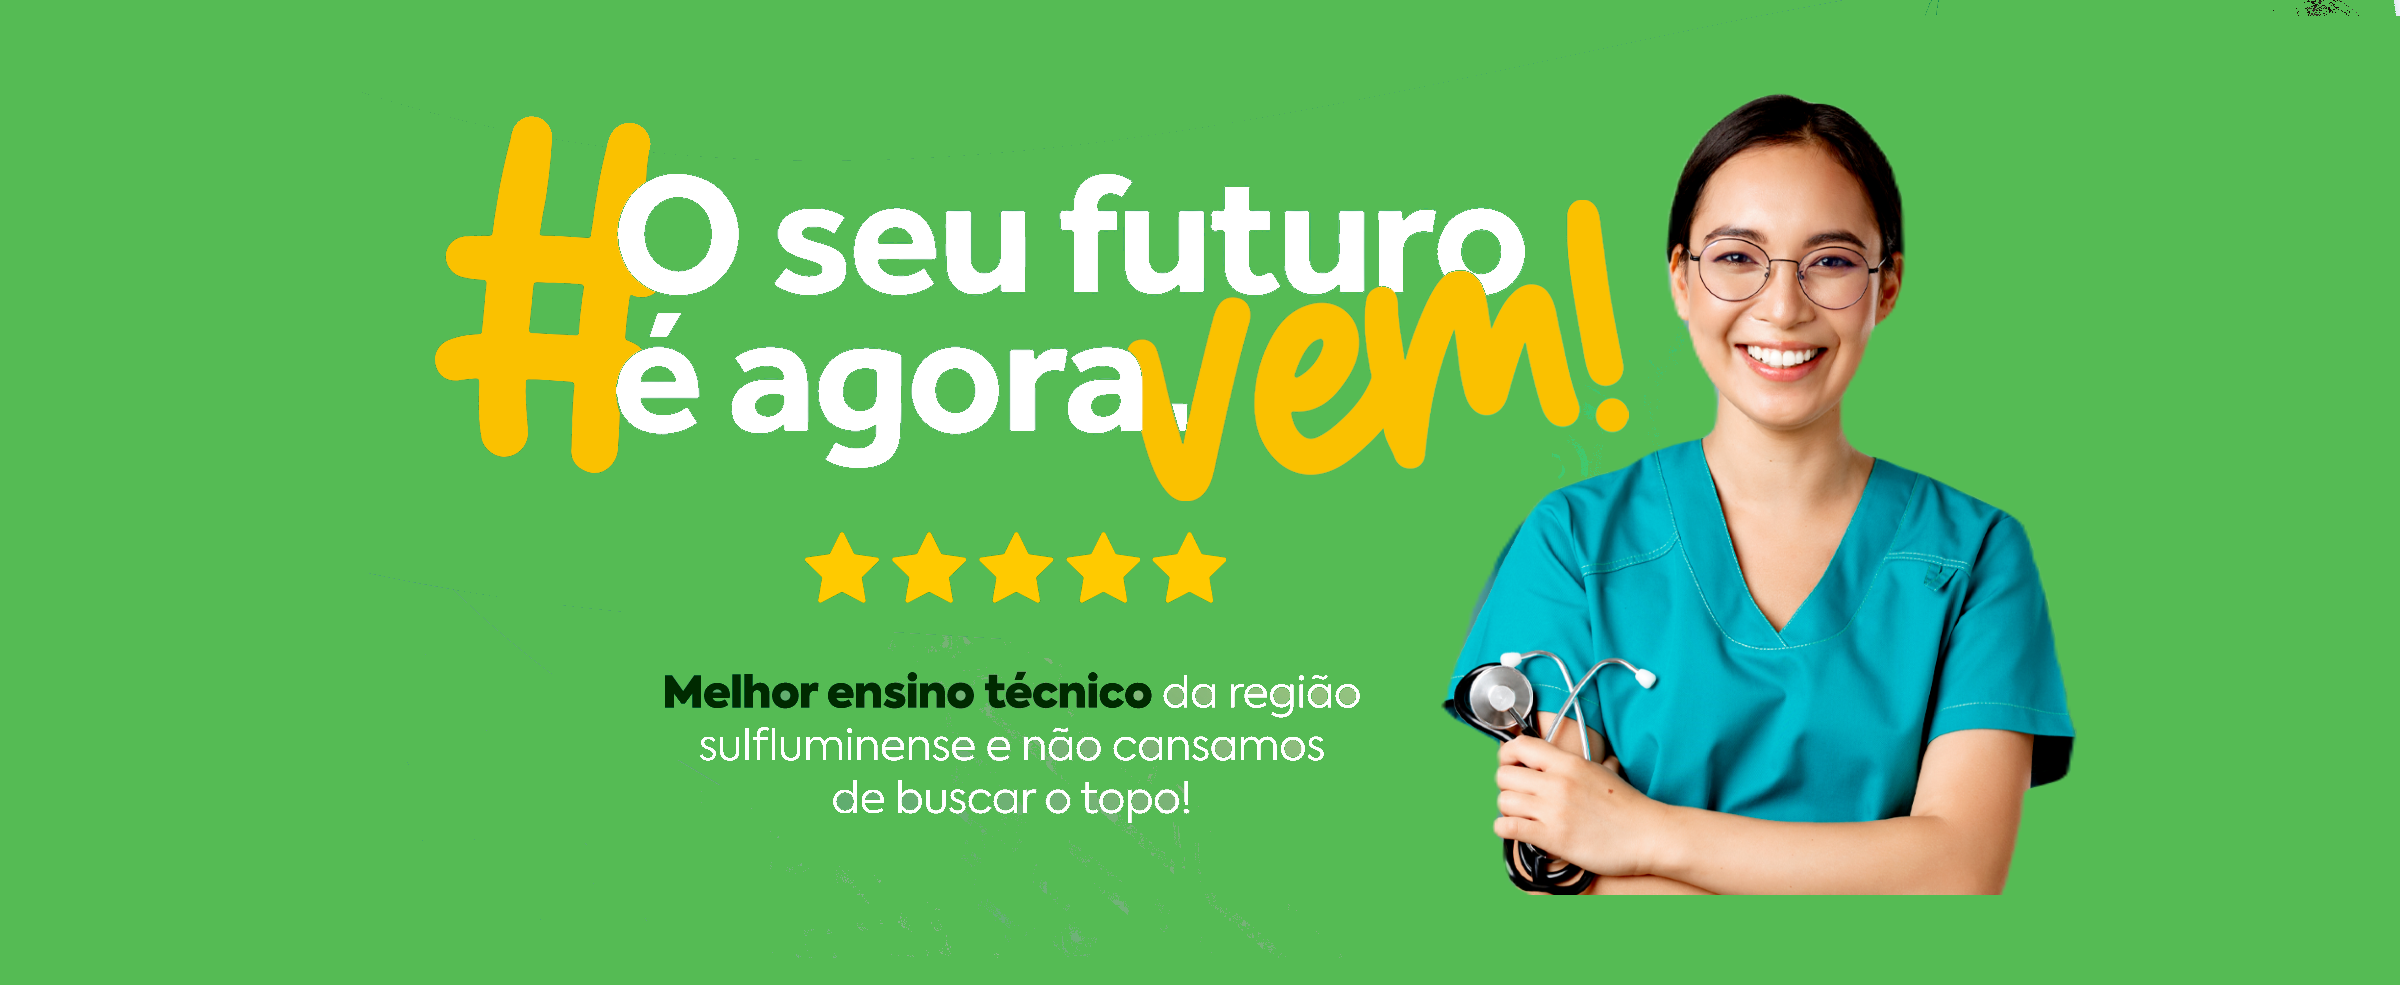 #O seu futuro
é agora. vem!
Melhor ensino técnico da região
sulfluminense e não cansamos
de buscar o topo!